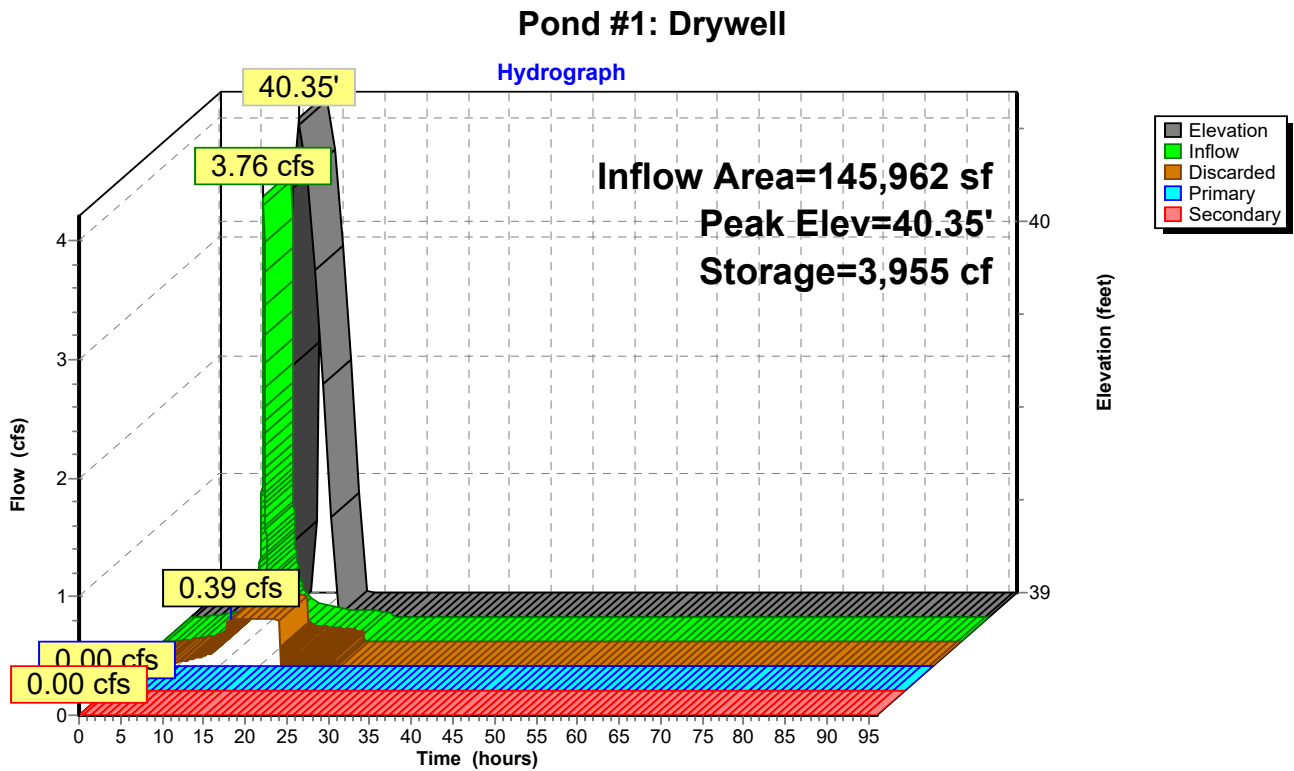 Pond #1: Drywell
Hydrograph
40.35'
3.76 cfs
0.39 cfs
0.00 cfs
0.00 cfs
Inflow Area=145,962 sf
Peak Elev=40.35'
Storage=3,955 cf
Elevation
Inflow
Discarded
Primary
Secondary
Flow (cfs)
4
3
2
1
0
Elevation (feet)
40
39
0 5 10 15 20 25 30 35 40 45 50 55 60 65 70 75 80 85 90 95
Time (hours)